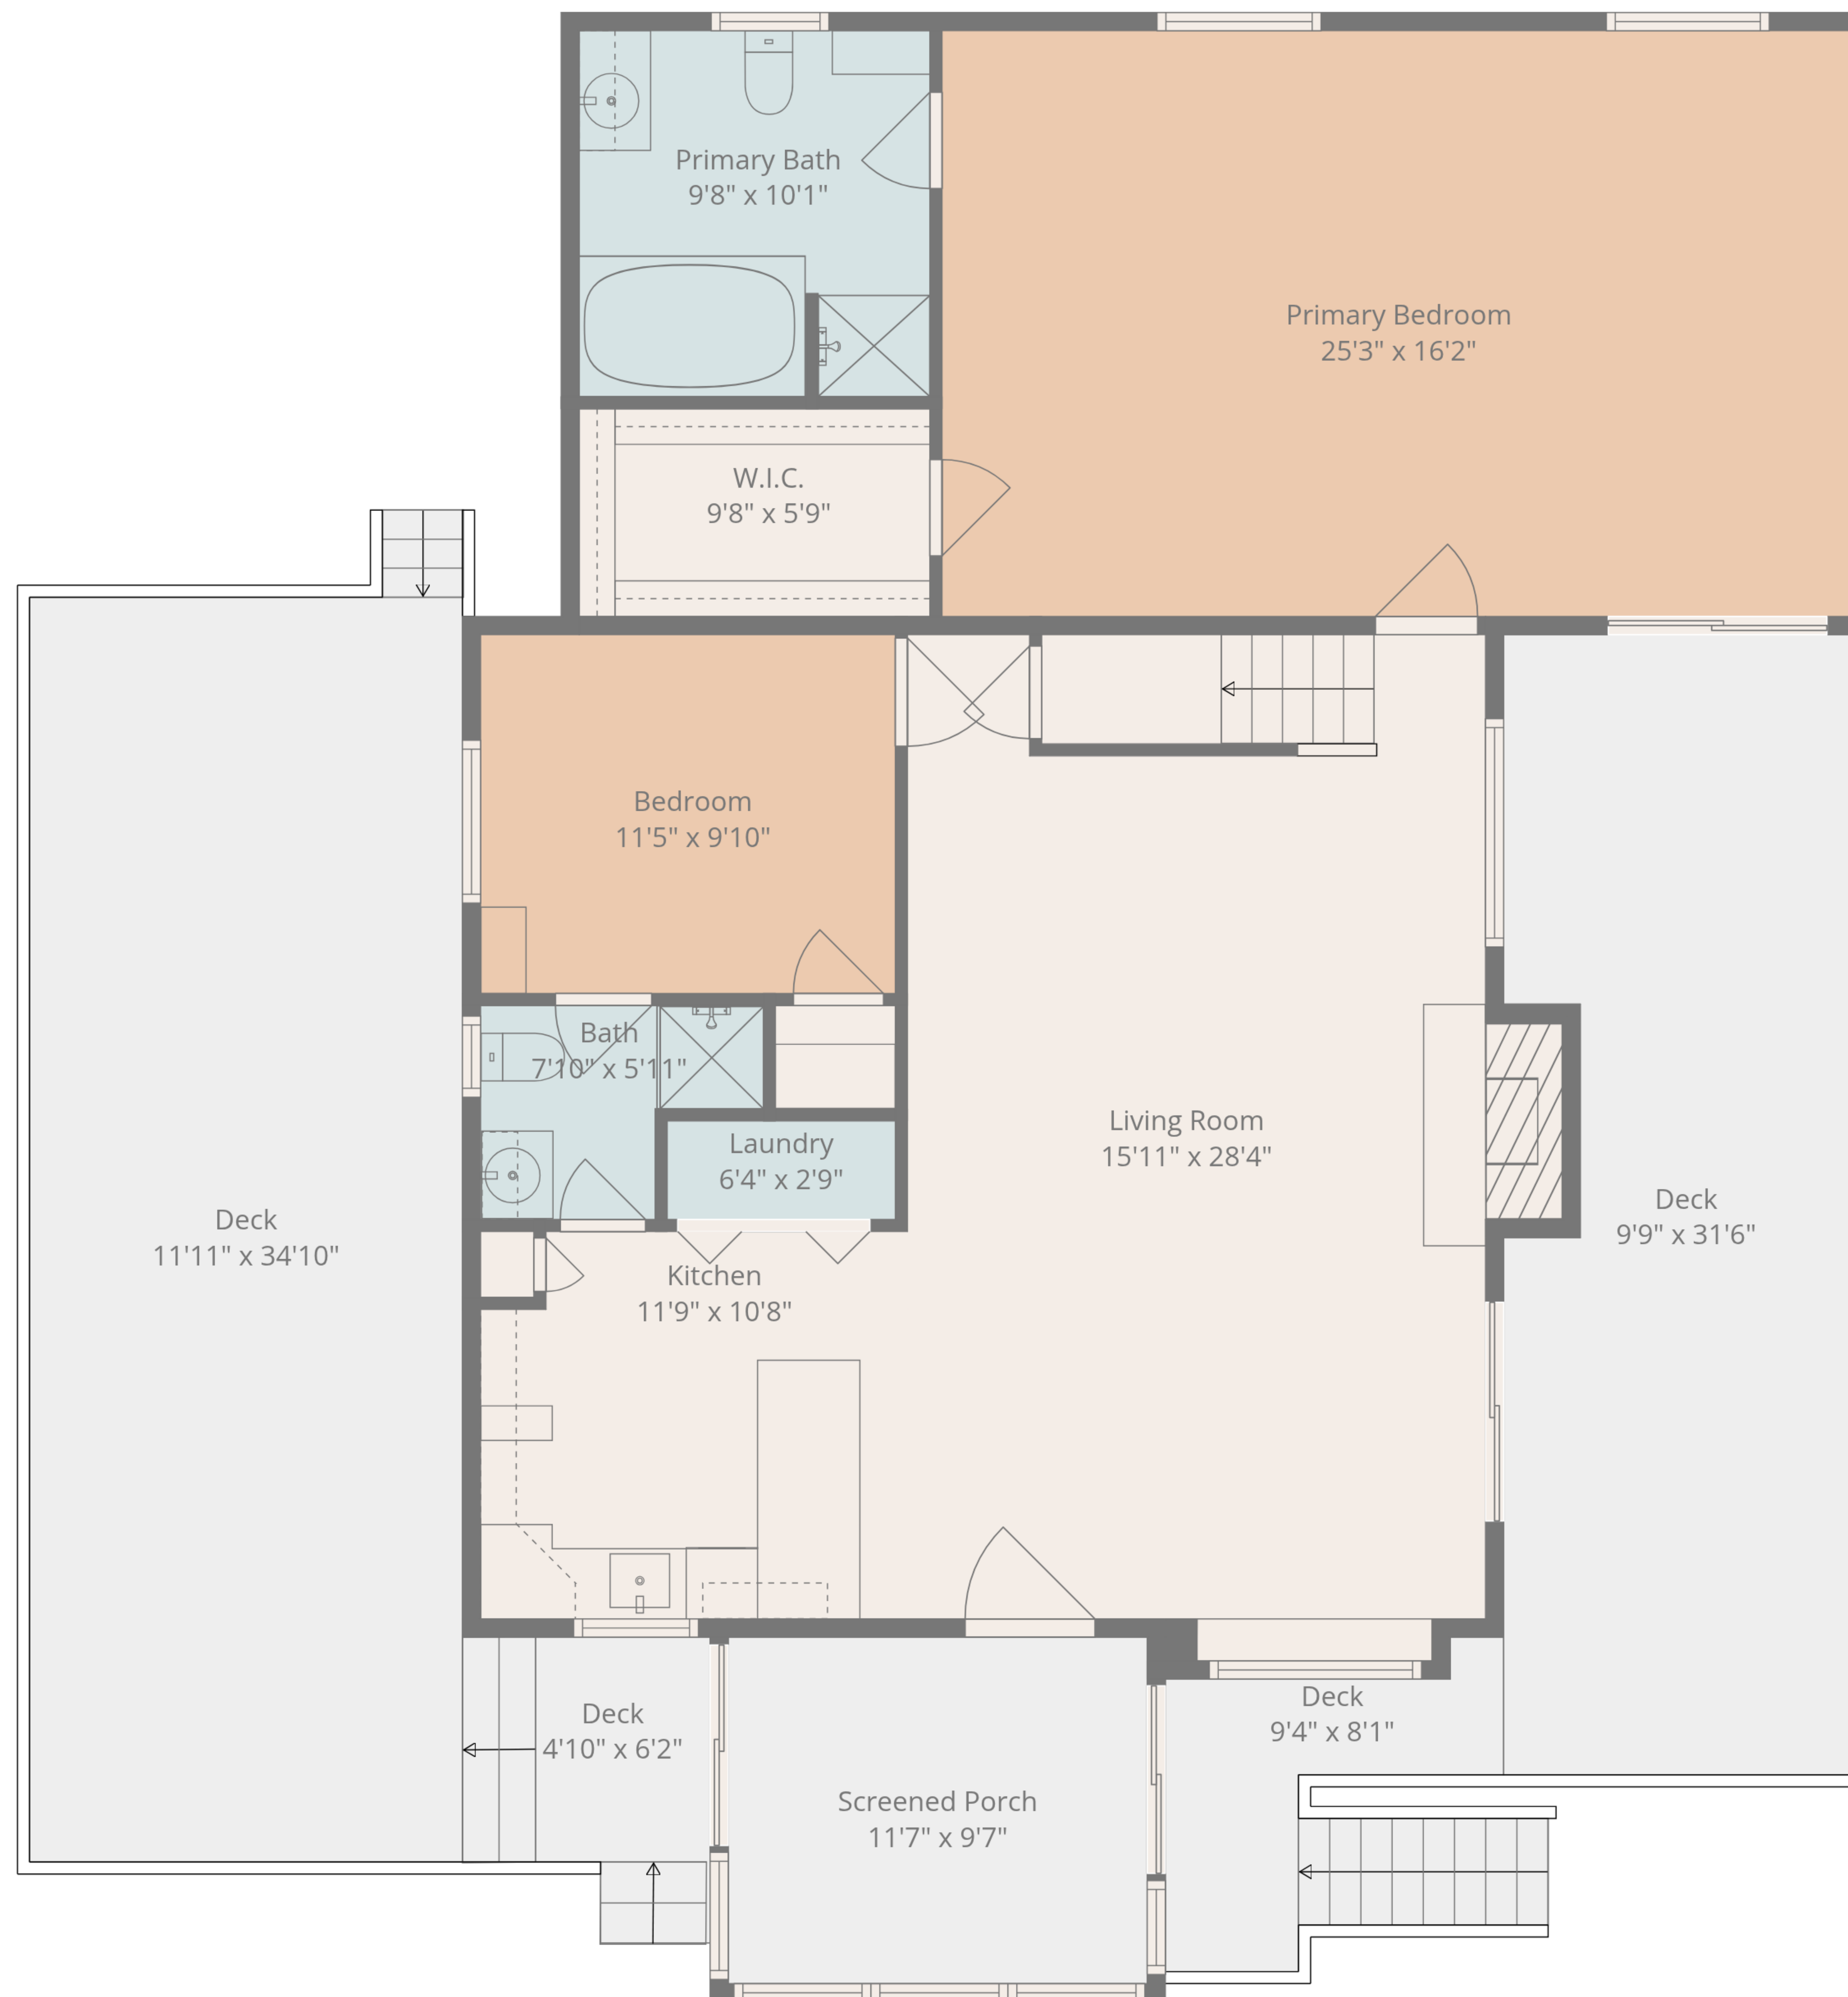 Primary Bath
9'8" x 10'1"
Primary Bedroom
25'3" x 16'2"
W.I.C.
9'8" x 5'9"
Bedroom
11'5" x 9'10"
Bath
7'10" x 5'11"
Laundry
6'4" x 2'9"
Living Room
15'11" x 28'4"
Deck
11'11" x 34'10"
Deck
9'9" x 31'6"
Kitchen
11'9" x 10'8"
Deck
4'10" x 6'2"
Deck
9'4" x 8'1"
Screened Porch
11'7" x 9'7"